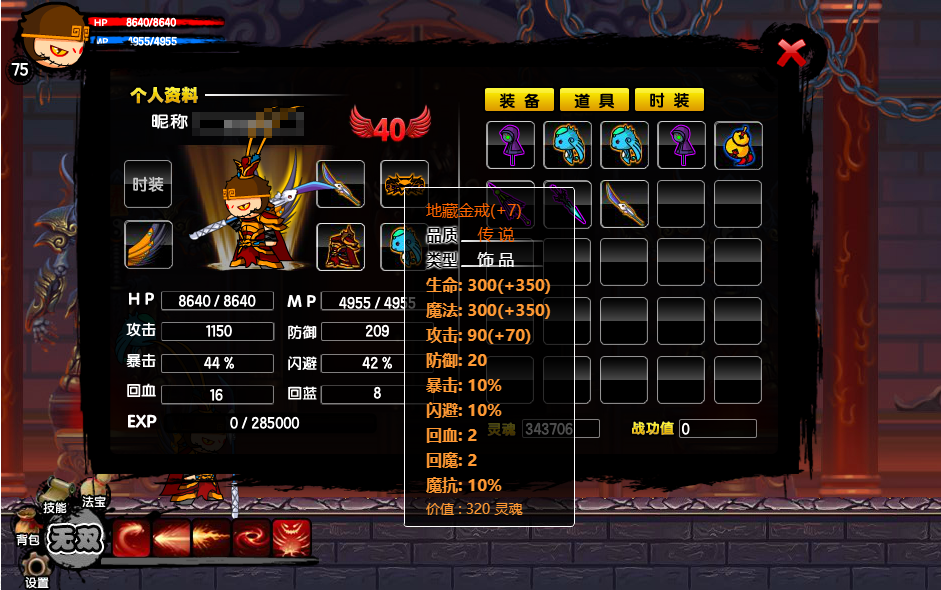 HP 8640/8640
MP 4955/4955
75
个人资料
昵称
40
时装
HP 8640 / 8640
MP 4955 / 4955
攻击 1150
防御 209
暴击 44 %
闪避 42 %
回血 16
回蓝 8
EXP 0 / 285000
装 备
道 具
时 装
地藏金戒(+7)
品质 传 说
类型 饰 品
生命: 300(+350)
魔法: 300(+350)
攻击: 90(+70)
防御: 20
暴击: 10%
闪避: 10%
回血: 2
回魔: 2
魔抗: 10%
价值 : 320 灵魂
灵魂 343706
战功值 0
技能
法宝
背包
无双
设置